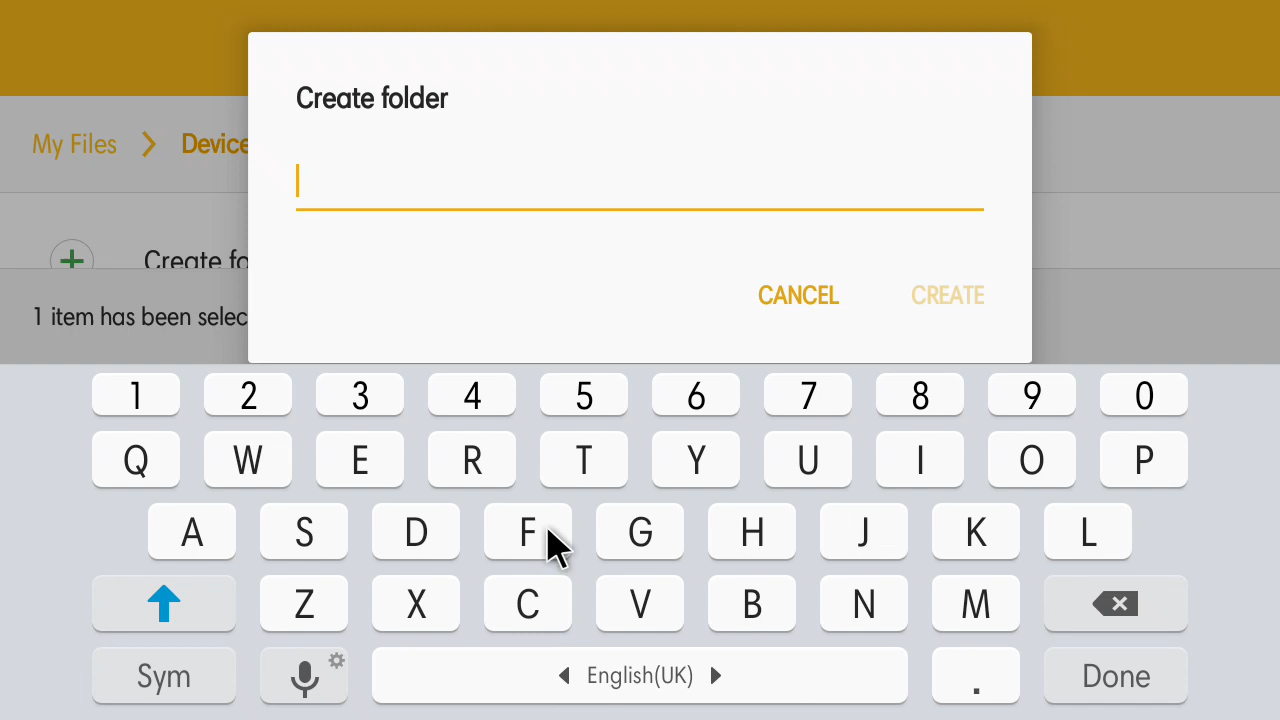 Create folder
My Files
Device
Create fo
1 item has been selec
CANCEL CREATE
1 2 3 4 5 6 7 8 9 0
Q W E R T Y U I O P
A S D F G H J K L
Z X C V B N M
Sym English(UK) . Done